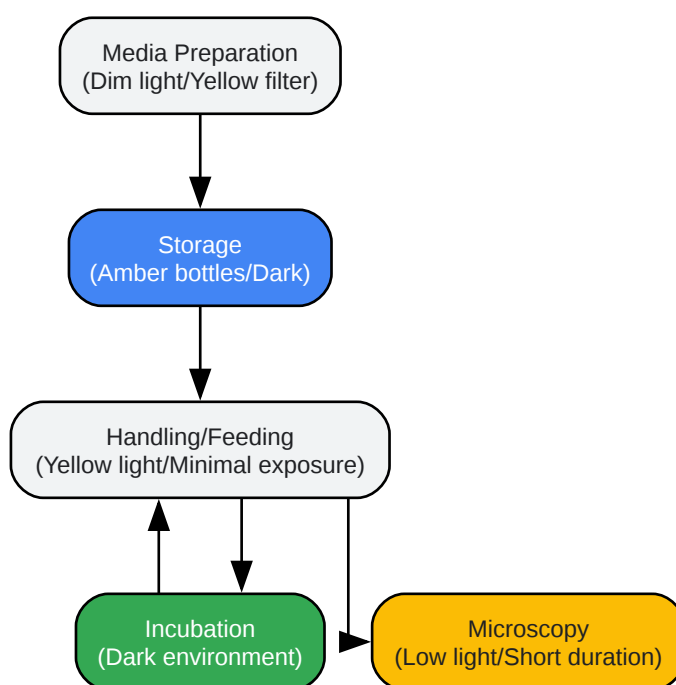 Media Preparation
(Dim light/Yellow filter)
Storage
(Amber bottles/Dark)
Handling/Feeding
(Yellow light/Minimal exposure)
Incubation
(Dark environment)
Microscopy
(Low light/Short duration)